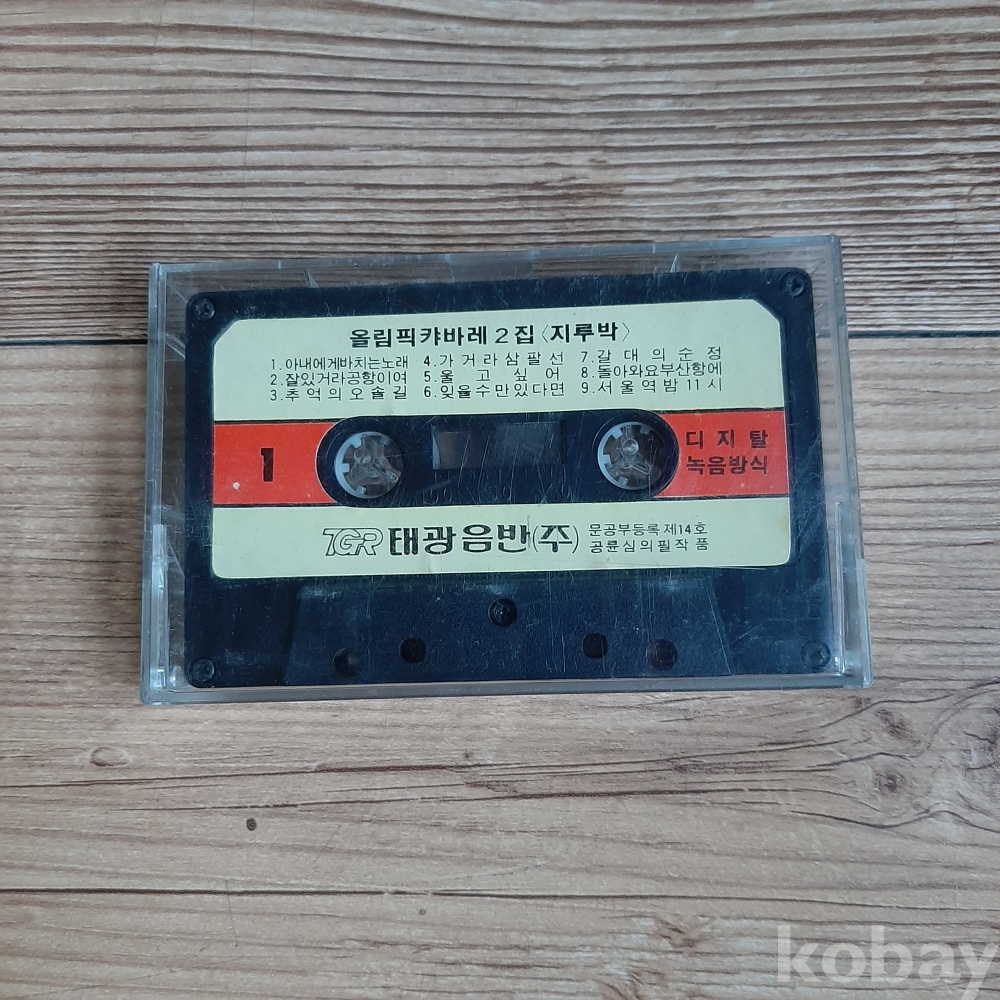 올림픽캬바레 2집 〈지루박〉
1.아내에게바치는노래 4.가거라삼팔선 7.갈대의순정
2.잘있거라공항이여 5.울고싶어 8.돌아와요부산항에
3.추억의오솔길 6.잊을수만있다면 9.서울역밤11시
1
디지탈
녹음방식
TGR 태광음반(주)
문공부등록제14호
공륜심의필작품
kobay